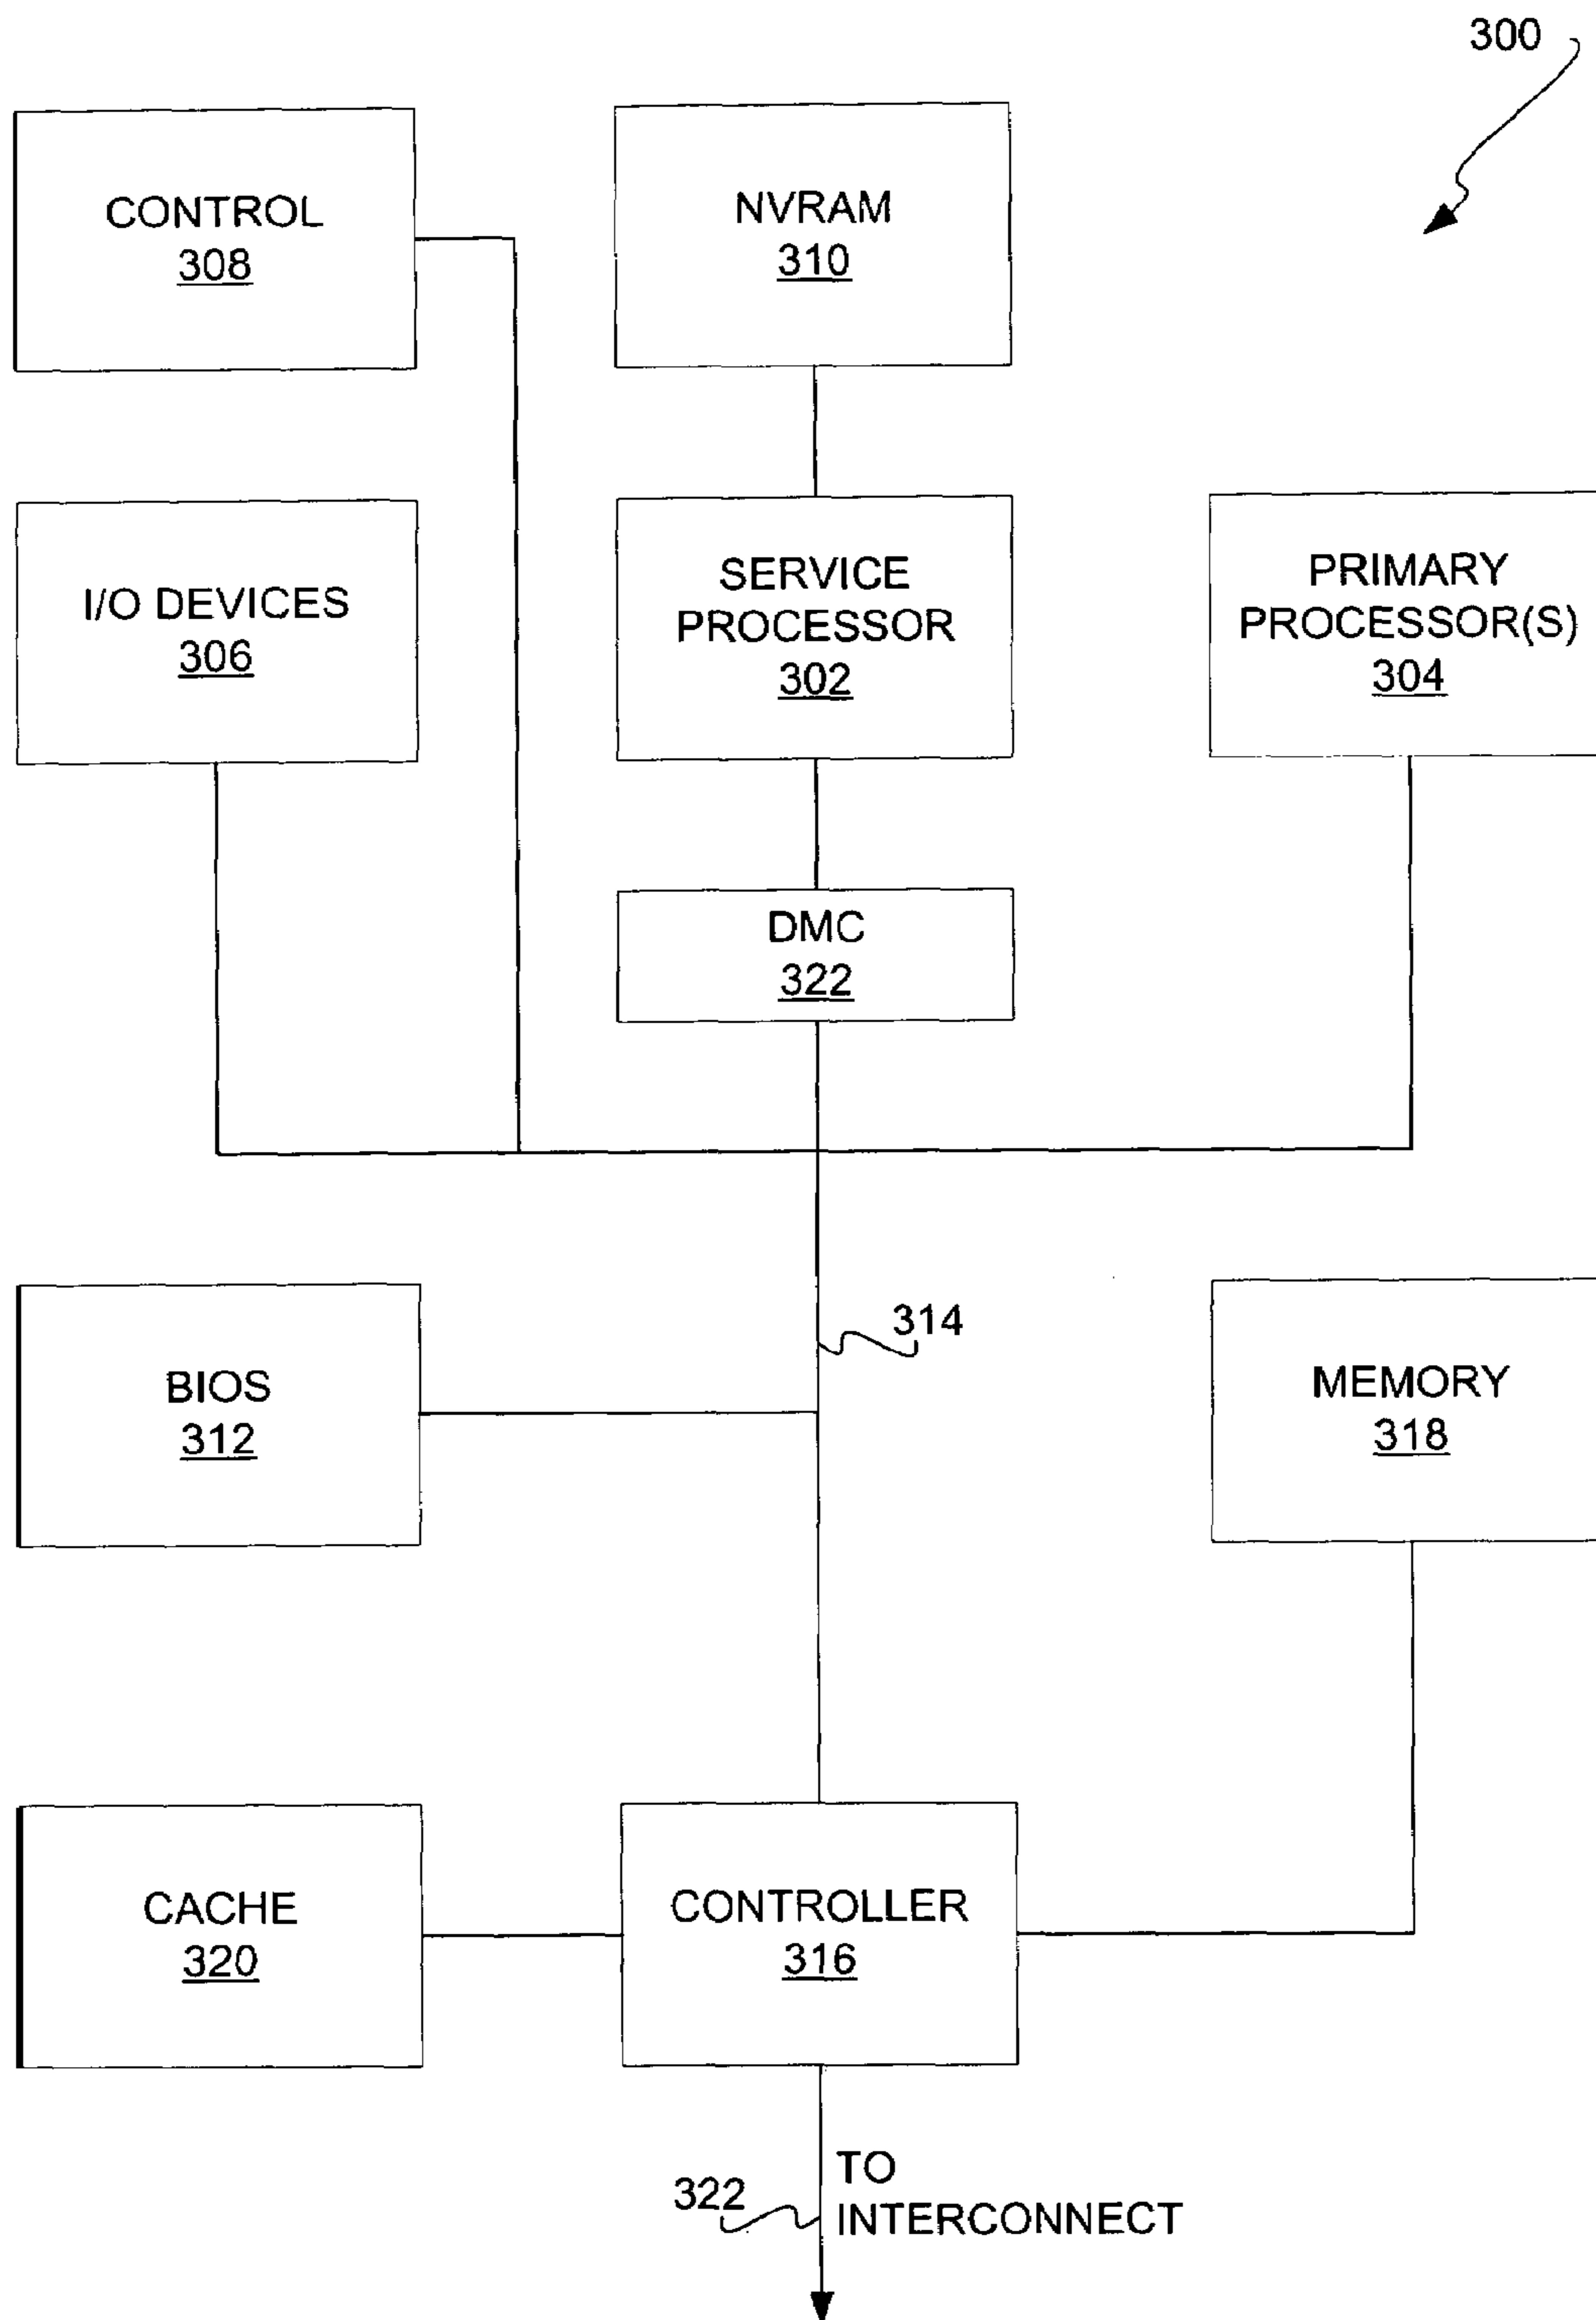 300
CONTROL
308
NVRAM
310
I/O DEVICES
306
SERVICE
PROCESSOR
302
PRIMARY
PROCESSOR(S)
304
DMC
322
314
BIOS
312
MEMORY
318
CACHE
320
CONTROLLER
316
322
TO
INTERCONNECT